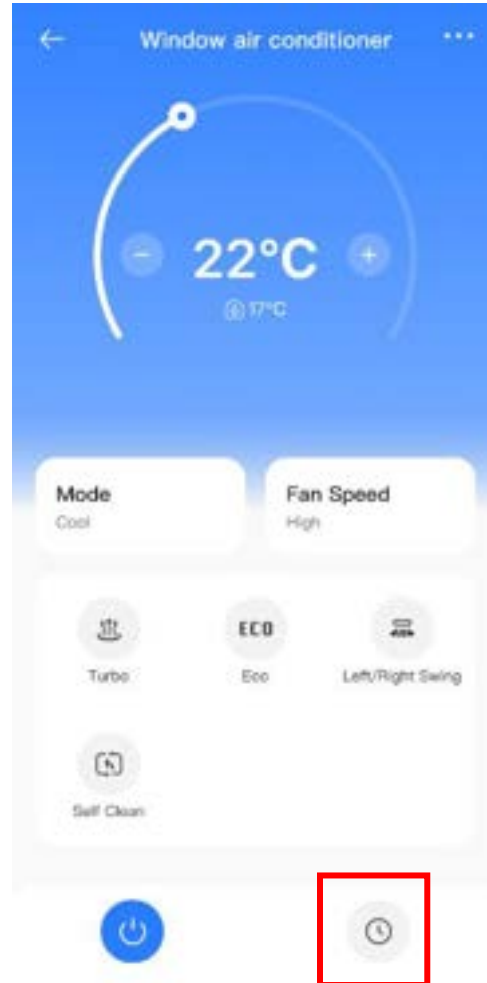 Window air conditioner
22°C
17°C
Mode
Cool
Fan Speed
High
ECO
Turbo
Eco
Left/Right Swing
Self Clean